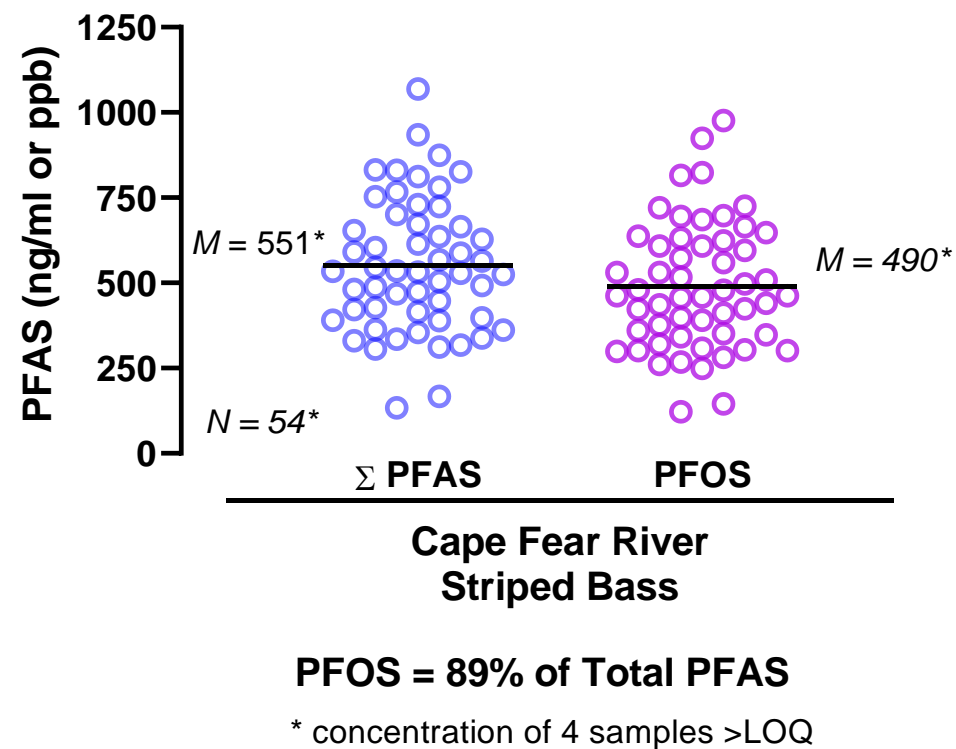 PFAS (ng/ml or ppb)
1250
1000
750
500
250
0
M = 551*
M = 490*
N = 54*
Σ PFAS
PFOS
Cape Fear River
Striped Bass
PFOS = 89% of Total PFAS
* concentration of 4 samples >LOQ